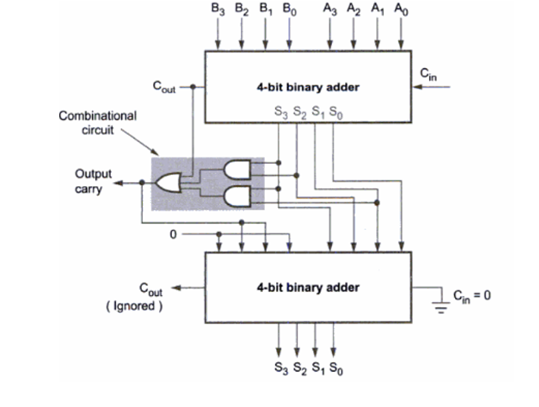 B3 B2 B1 B0 A3 A2 A1 A0
Cout
4-bit binary adder
Cin
S3 S2 S1 S0
Combinational
circuit
Output
carry
0
Cout
( Ignored )
4-bit binary adder
Cin = 0
S3 S2 S1 S0